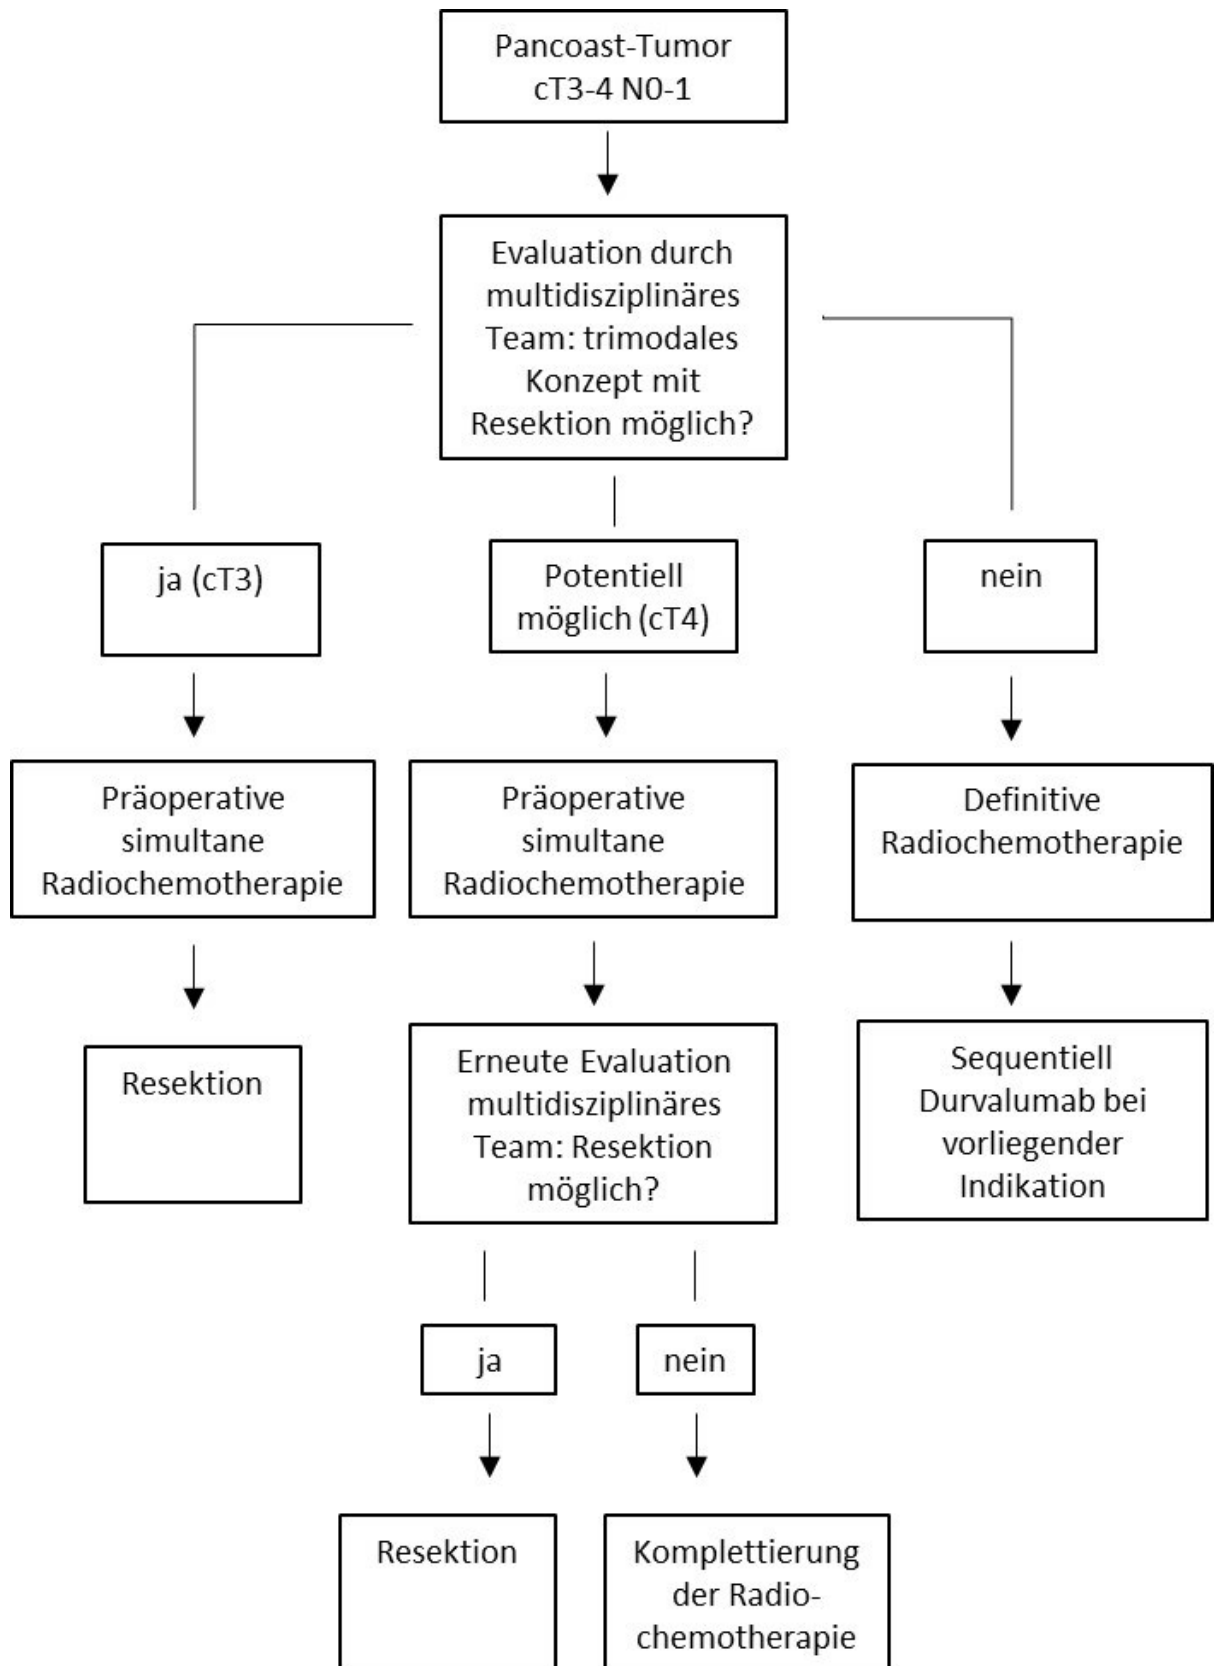 Pancoast-Tumor
cT3-4 N0-1
Evaluation durch
multidisziplinäres
Team: trimodales
Konzept mit
Resektion möglich?
ja (cT3)
Potentiell
möglich (cT4)
nein
Präoperative
simultane
Radiochemotherapie
Präoperative
simultane
Radiochemotherapie
Definitive
Radiochemotherapie
Resektion
Erneute Evaluation
multidisziplinäres
Team: Resektion
möglich?
Sequentiell
Durvalumab bei
vorliegender
Indikation
ja
nein
Resektion
Komplettierung
der Radio-
chemotherapie